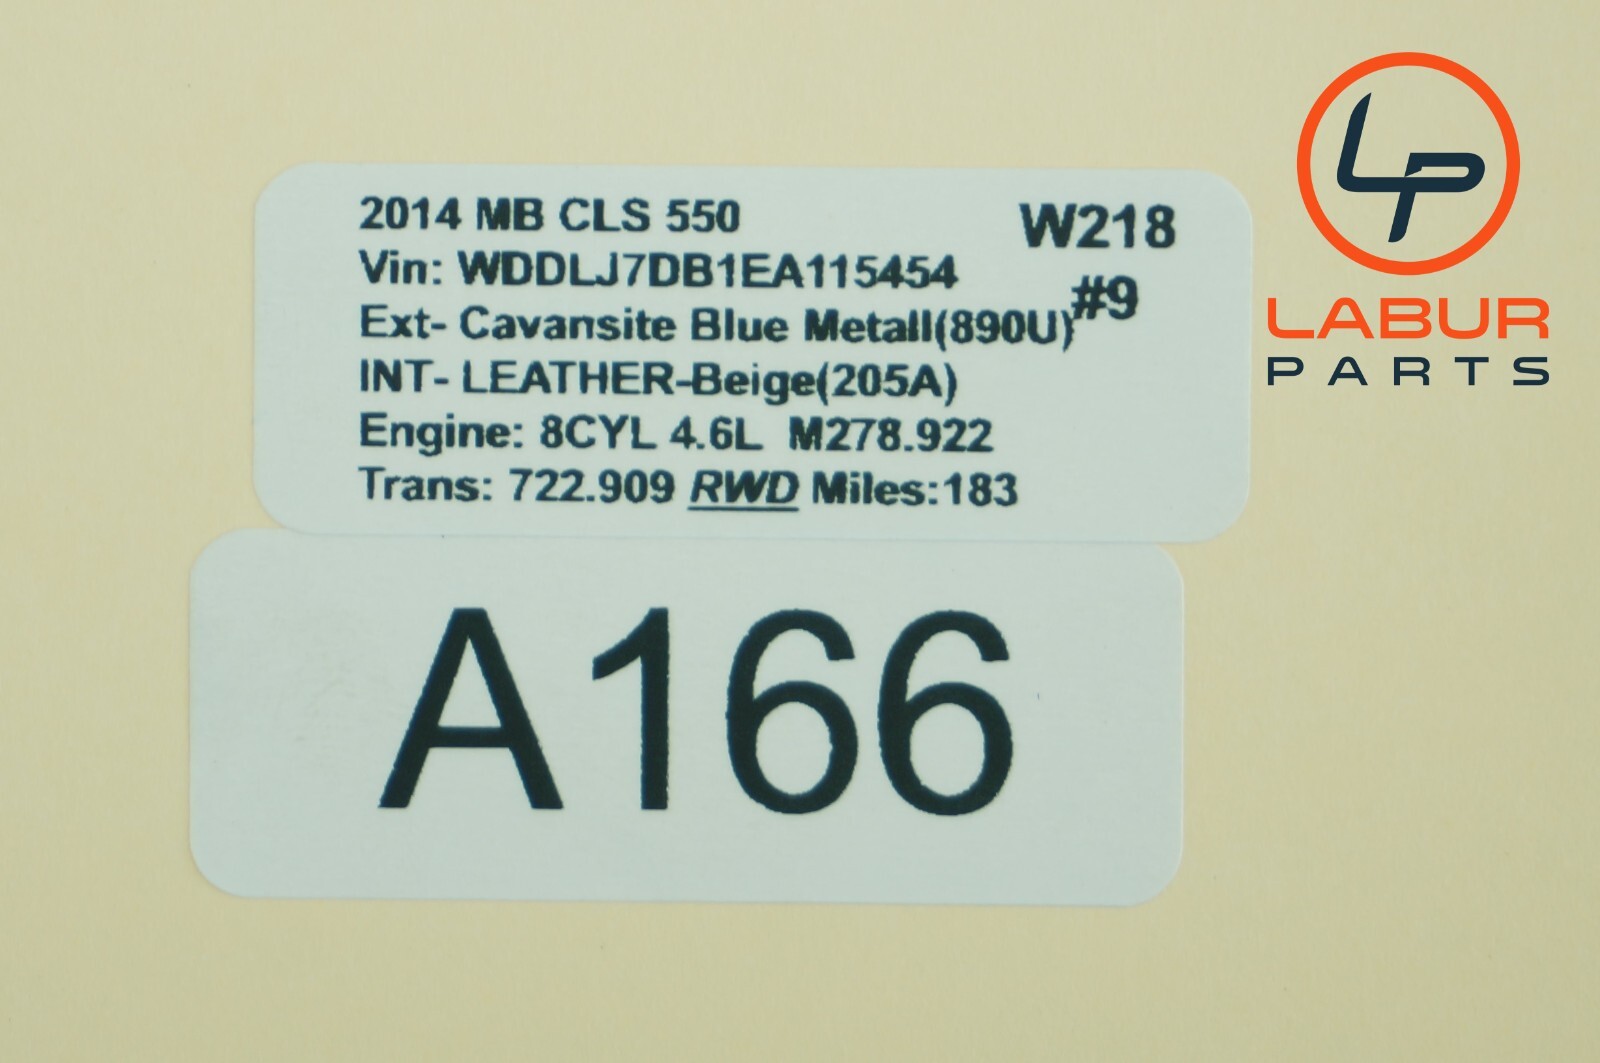 2014 MB CLS 550 W218
Vin: WDDLJ7DB1EA115454 #9
Ext- Cavansite Blue Metall(890U)
INT- LEATHER-Beige(205A)
Engine: 8CYL 4.6L M278.922
Trans: 722.909 RWD Miles:183
A166
LP
LABUR
PARTS